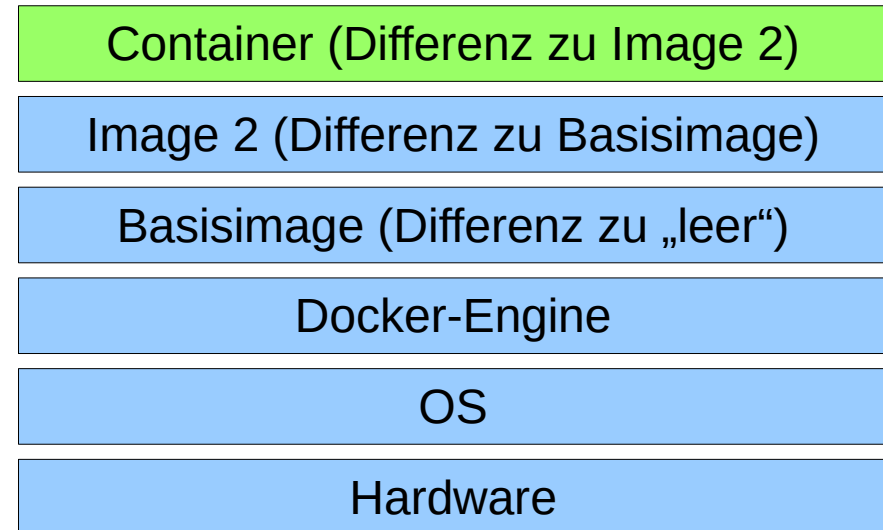 Container (Differenz zu Image 2)
Image 2 (Differenz zu Basisimage)
Basisimage (Differenz zu „leer“)
Docker-Engine
OS
Hardware